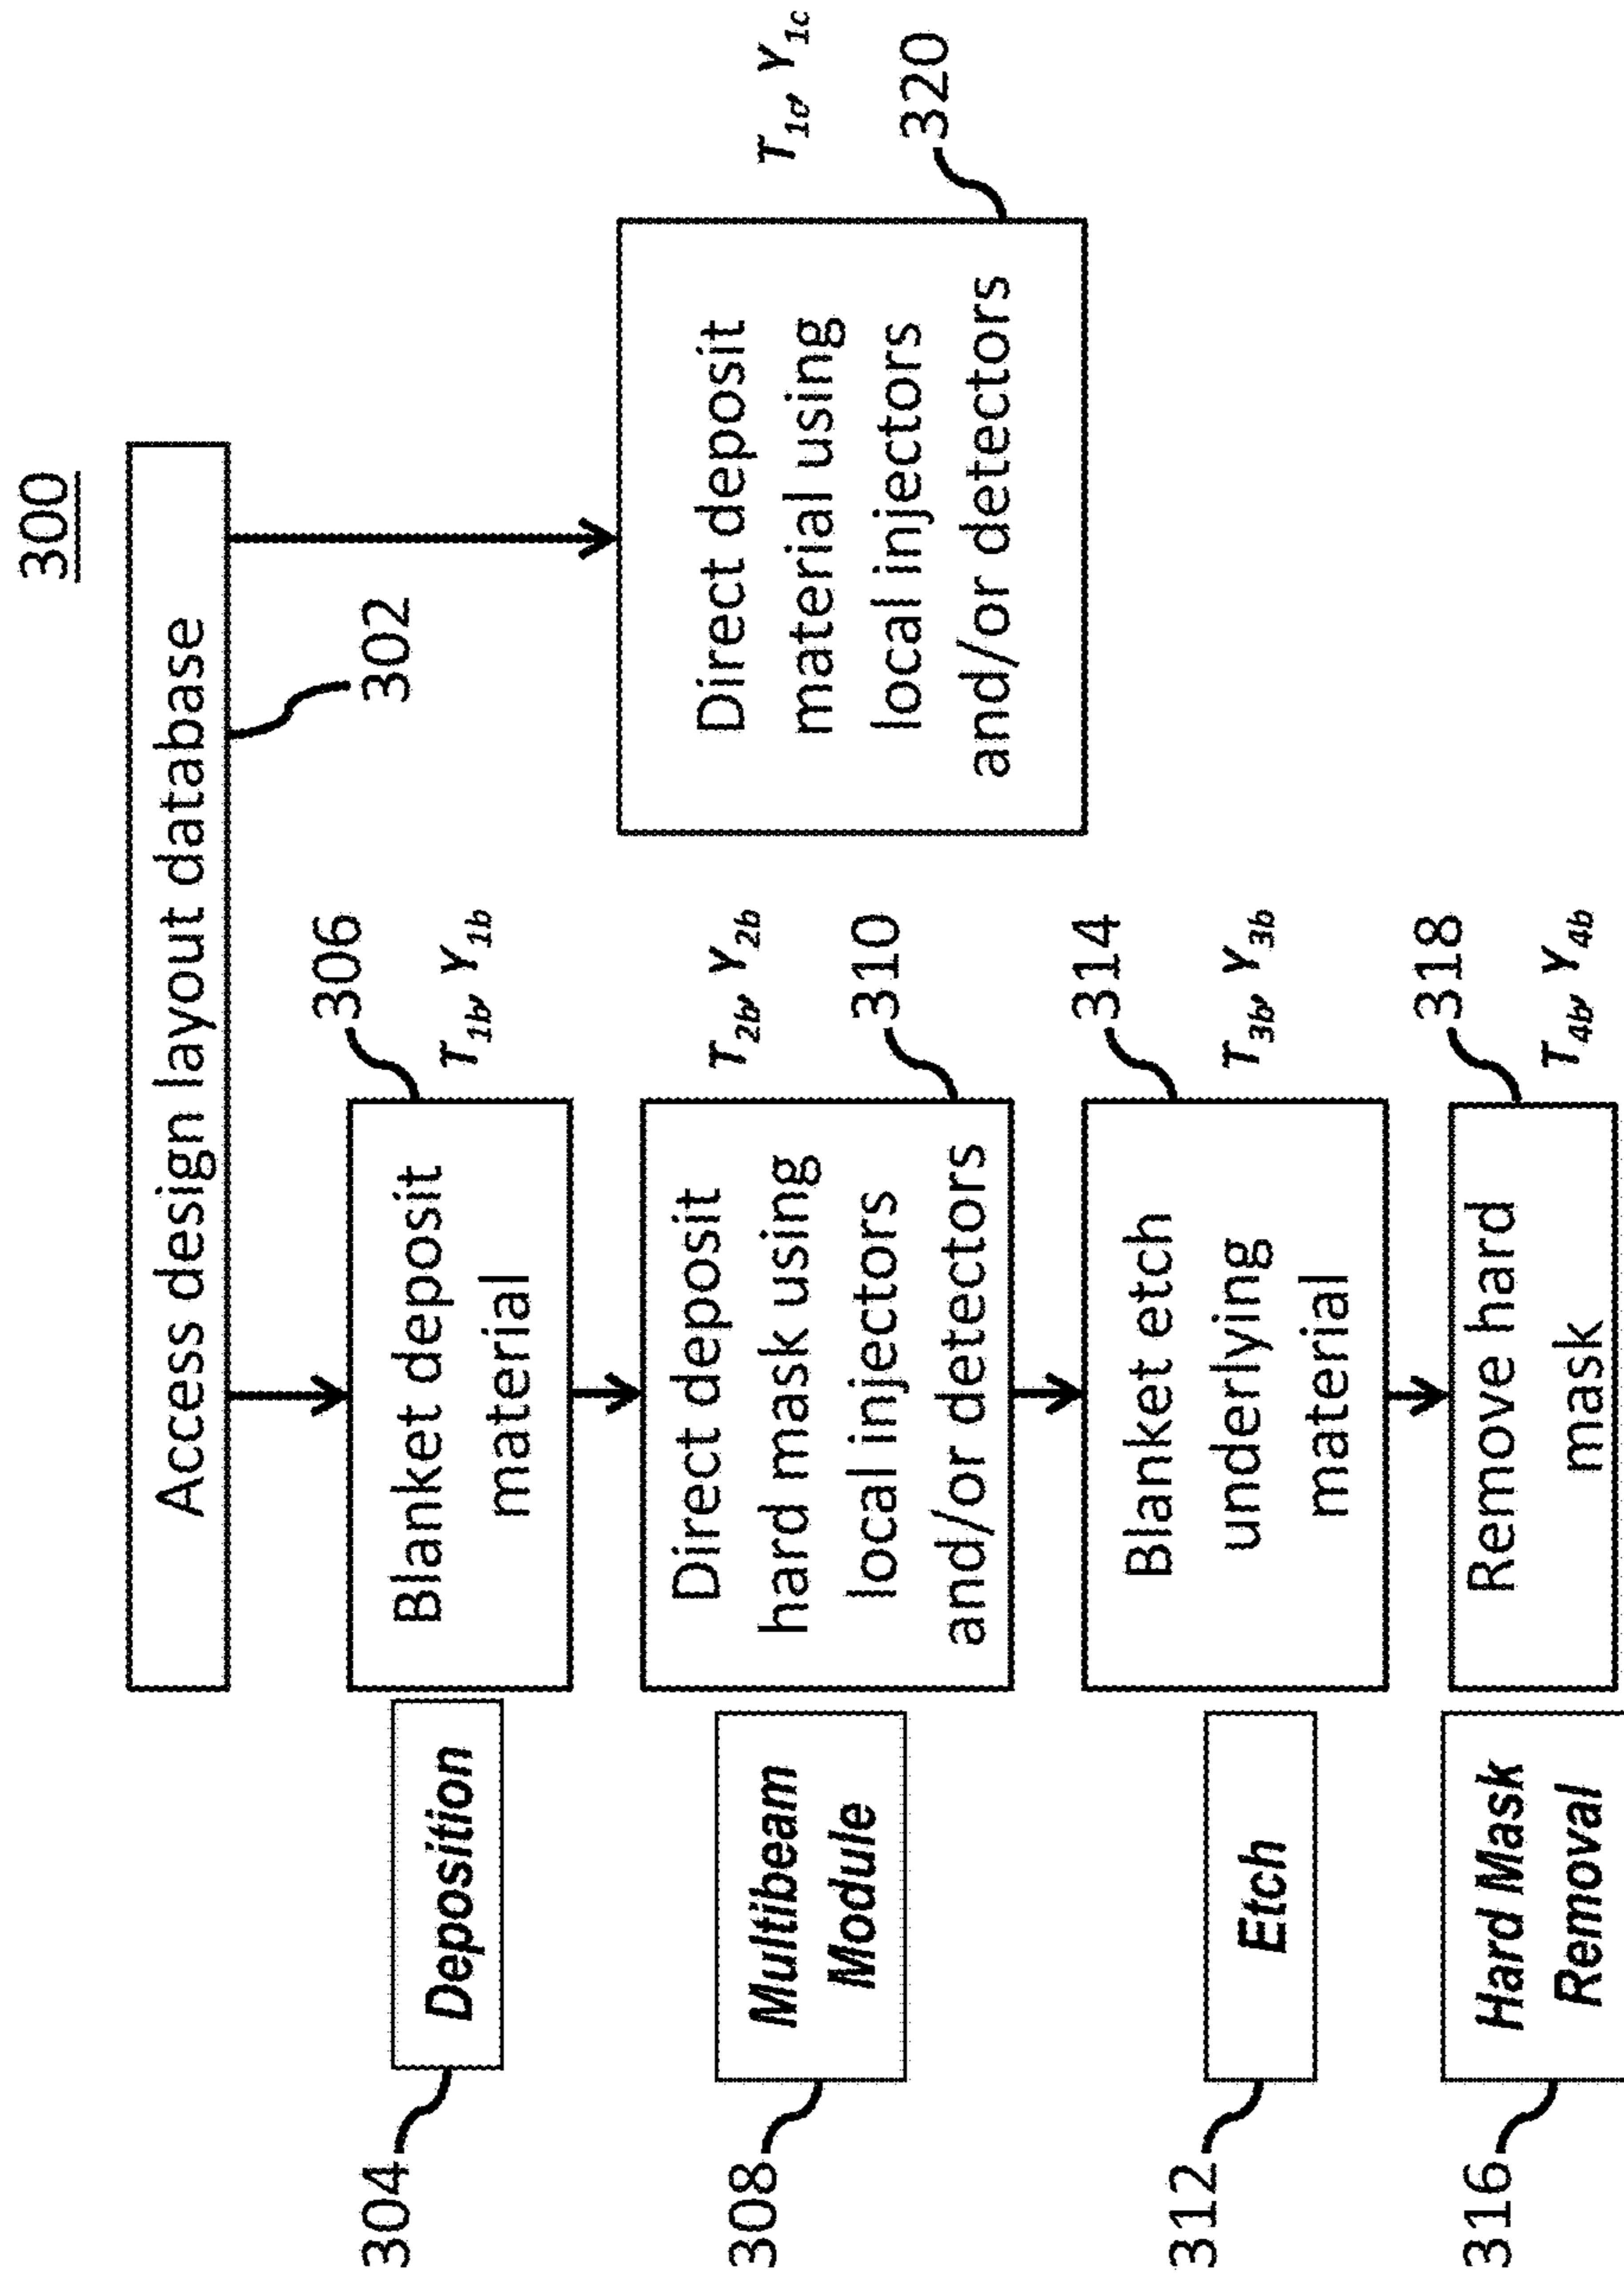 300
Access design layout database
302
304
Deposition
Blanket deposit
material
306
T1b, Y1b
308
Multibeam
Module
Direct deposit
hard mask using
local injectors
and/or detectors
T2b, Y2b
310
312
Etch
Blanket etch
underlying
material
314
T3b, Y3b
316
Hard Mask
Removal
Remove hard
mask
318
T4b, Y4b
Direct deposit
material using
local injectors
and/or detectors
T1c, Y1c
320